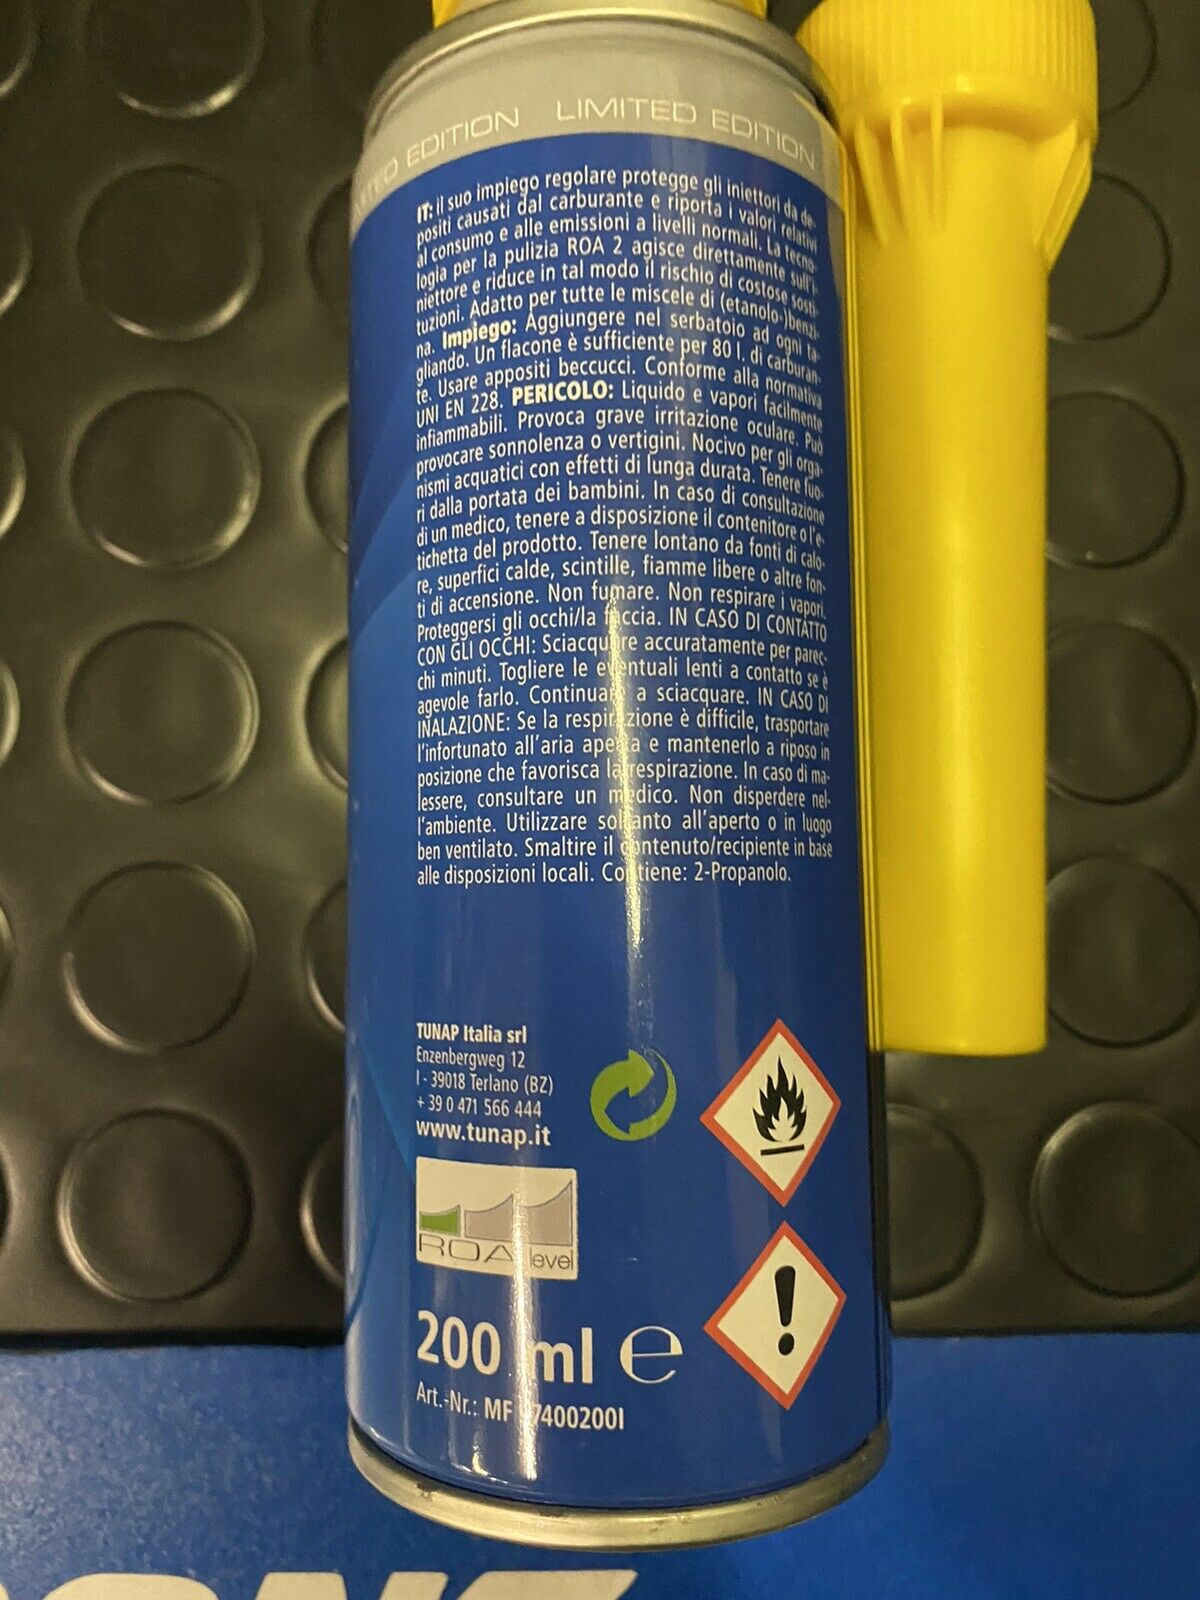 LIMITED EDITION LIMITED EDITION
IT: il suo impiego regolare protegge gli iniettori da de-
positi causati dal carburante e riporta i valori relativi
al consumo e alle emissioni a livelli normali. La tecno-
logia per la pulizia ROA 2 agisce direttamente sull'i-
niettore e riduce in tal modo il rischio di costose sosti-
tuzioni. Adatto per tutte le miscele di (etanolo-)benzi-
na. Impiego: Aggiungere nel serbatoio ad ogni ta-
gliando. Un flacone è sufficiente per 80 l. di carburan-
te. Usare appositi beccucci. Conforme alla normativa
UNI EN 228. PERICOLO: Liquido e vapori facilmente
infiammabili. Provoca grave irritazione oculare. Può
provocare sonnolenza o vertigini. Nocivo per gli orga-
nismi acquatici con effetti di lunga durata. Tenere fuo-
ri dalla portata dei bambini. In caso di consultazione
di un medico, tenere a disposizione il contenitore o l'e-
tichetta del prodotto. Tenere lontano da fonti di calo-
re, superfici calde, scintille, fiamme libere o altre fon-
ti di accensione. Non fumare. Non respirare i vapori.
Proteggersi gli occhi/la faccia. IN CASO DI CONTATTO
CON GLI OCCHI: Sciacquare accuratamente per parec-
chi minuti. Togliere le eventuali lenti a contatto se è
agevole farlo. Continuare a sciacquare. IN CASO DI
INALAZIONE: Se la respirazione è difficile, trasportare
l'infortunato all'aria aperta e mantenerlo a riposo in
posizione che favorisca la respirazione. In caso di ma-
lessere, consultare un medico. Non disperdere nel-
l'ambiente. Utilizzare soltanto all'aperto o in luogo
ben ventilato. Smaltire il contenuto/recipiente in base
alle disposizioni locali. Contiene: 2-Propanolo.
TUNAP Italia srl
Enzenbergweg 12
I - 39018 Terlano (BZ)
+ 39 0 471 566 444
www.tunap.it
ROA level
200 ml ℮
Art.-Nr.: MF